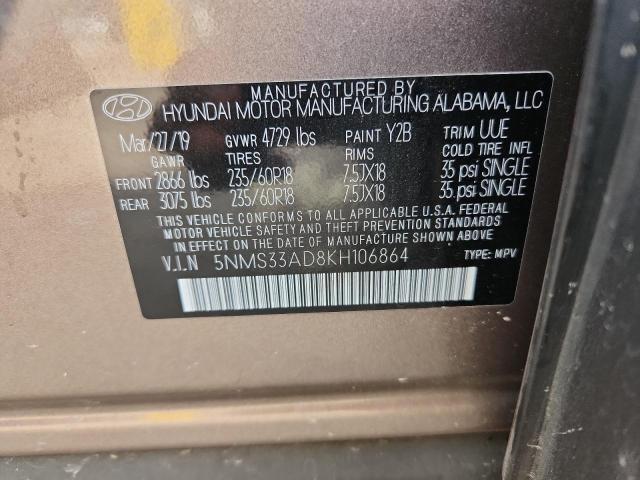 MANUFACTURED BY
HYUNDAI MOTOR MANUFACTURING ALABAMA, LLC
Mar/27/19 GVWR 4729 lbs PAINT Y2B TRIM UUE
GAWR TIRES RIMS COLD TIRE INFL
FRONT 2866 lbs 235/60R18 7.5JX18 35 psi SINGLE
REAR 3075 lbs 235/60R18 7.5JX18 35 psi SINGLE
THIS VEHICLE CONFORMS TO ALL APPLICABLE U.S.A. FEDERAL
MOTOR VEHICLE SAFETY AND THEFT PREVENTION STANDARDS
IN EFFECT ON THE DATE OF MANUFACTURE SHOWN ABOVE.
V.I.N 5NMS33AD8KH106864 TYPE: MPV